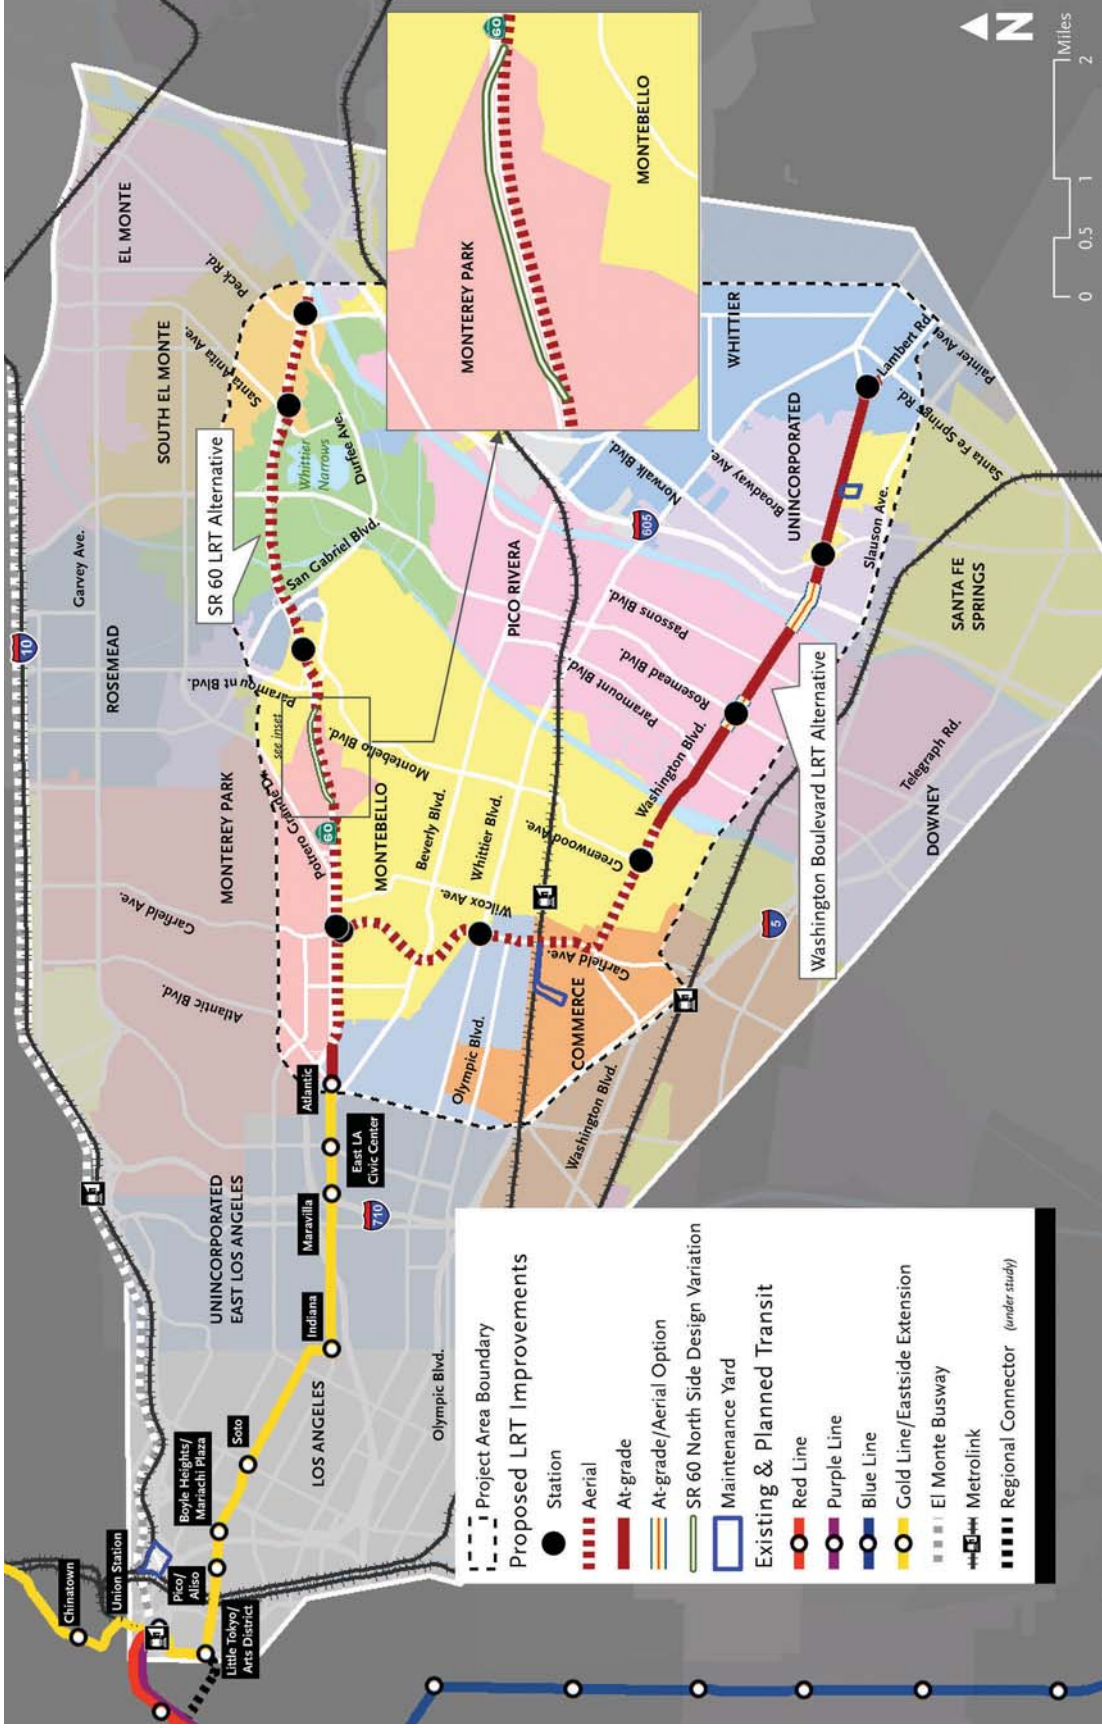 Chinatown
Union Station
Pico/
Aliso
Little Tokyo/
Arts District
Boyle Heights/
Mariachi Plaza
Soto
Indiana
Maravilla
East LA
Civic Center
Atlantic
LOS ANGELES
UNINCORPORATED
EAST LOS ANGELES
Olympic Blvd.
710
10
Garvey Ave.
ROSEMEAD
MONTEREY PARK
Atlantic Blvd.
Garfield Ave.
Potrero Grande Dr.
60
see inset
Paramount Blvd.
SR 60 LRT Alternative
SOUTH EL MONTE
EL MONTE
Santa Anita Ave.
Peck Rd.
Whittier
Narrows
Durfee Ave.
San Gabriel Blvd.
MONTEBELLO
Montebello Blvd.
Beverly Blvd.
Whittier Blvd.
Wilcox Ave.
Greenwood Ave.
Garfield Ave.
Olympic Blvd.
COMMERCE
Washington Blvd.
5
PICO RIVERA
Washington Blvd.
Paramount Blvd.
Rosemead Blvd.
Passons Blvd.
605
Norwalk Blvd.
Broadway Ave.
WHITTIER
UNINCORPORATED
Slauson Ave.
Santa Fe Springs Rd.
Lambert Rd.
Painter Ave.
SANTA FE
SPRINGS
Telegraph Rd.
DOWNEY
Washington Boulevard LRT Alternative
60
MONTEREY PARK
MONTEBELLO
N
0
0.5
1
2
Miles
Project Area Boundary
Proposed LRT Improvements
Station
Aerial
At-grade
At-grade/Aerial Option
SR 60 North Side Design Variation
Maintenance Yard
Existing & Planned Transit
Red Line
Purple Line
Blue Line
Gold Line/Eastside Extension
El Monte Busway
Metrolink
Regional Connector (under study)